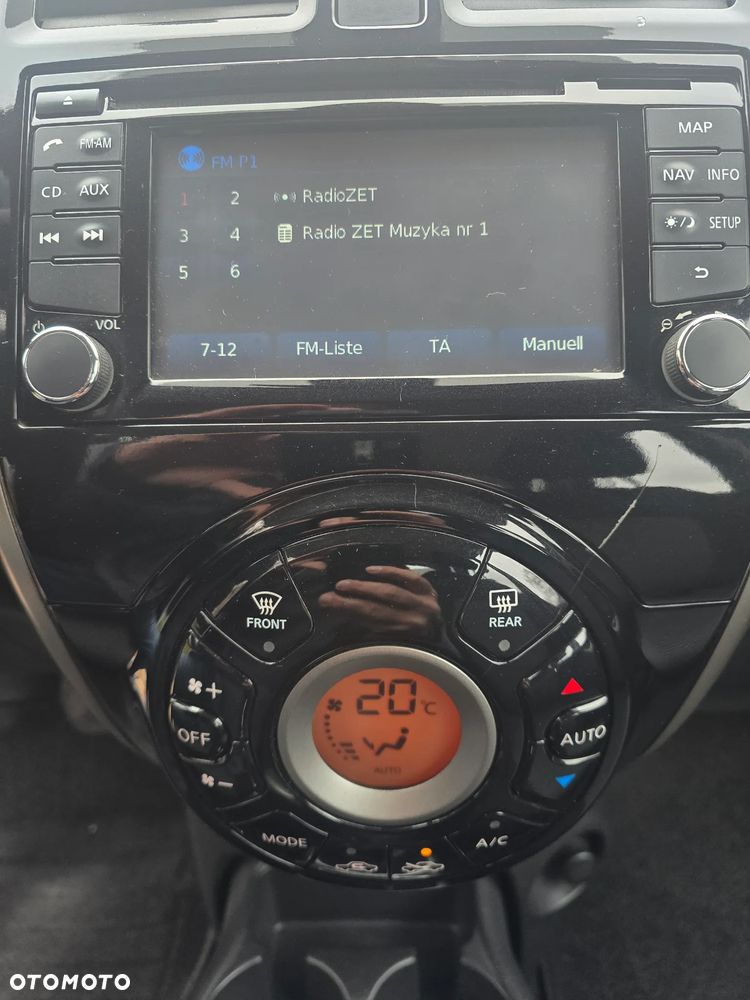 FM-AM
CD AUX
VOL
MAP
NAV INFO
SETUP
FM P1
1 2 RadioZET
3 4 Radio ZET Muzyka nr 1
5 6
7-12 FM-Liste TA Manuell
FRONT
REAR
20°C
AUTO
OFF
AUTO
MODE
A/C
OTOMOTO